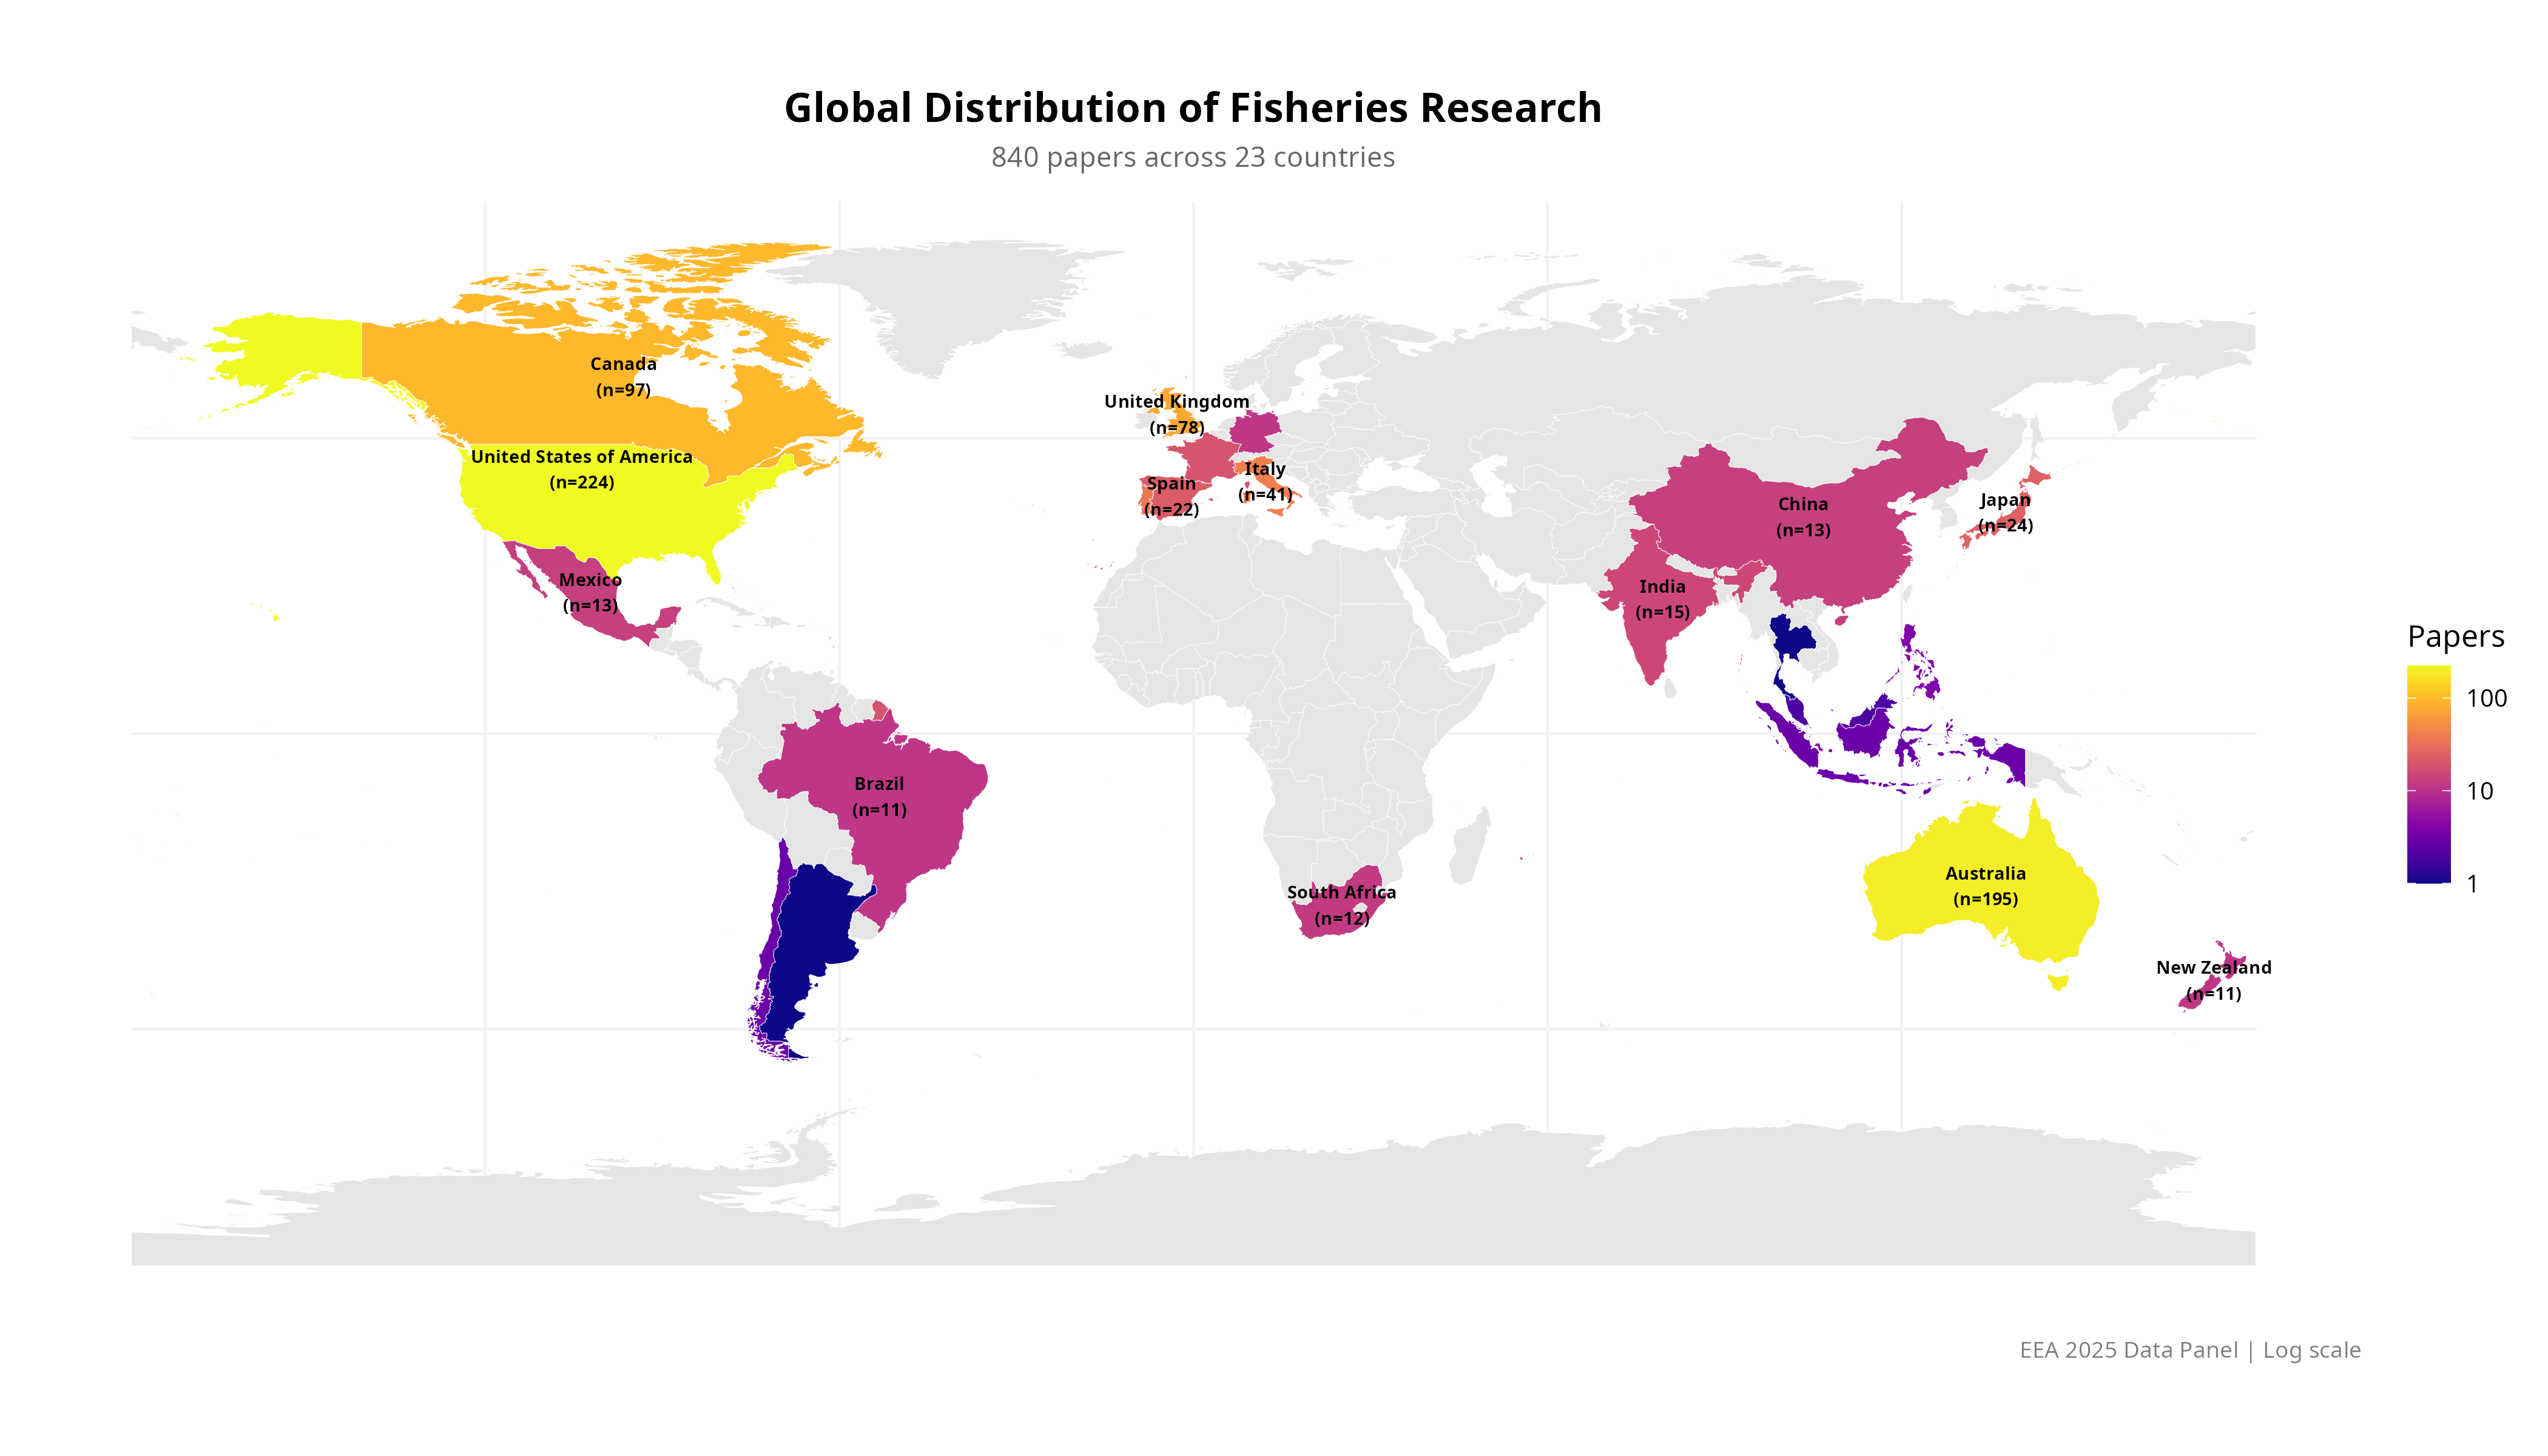 Global Distribution of Fisheries Research
840 papers across 23 countries
Canada
(n=97)
United Kingdom
(n=78)
United States of America
(n=224)
Italy
(n=41)
Spain
(n=22)
China
(n=13)
Japan
(n=24)
Mexico
(n=13)
India
(n=15)
Papers
100
10
1
Brazil
(n=11)
Australia
(n=195)
South Africa
(n=12)
New Zealand
(n=11)
EEA 2025 Data Panel | Log scale